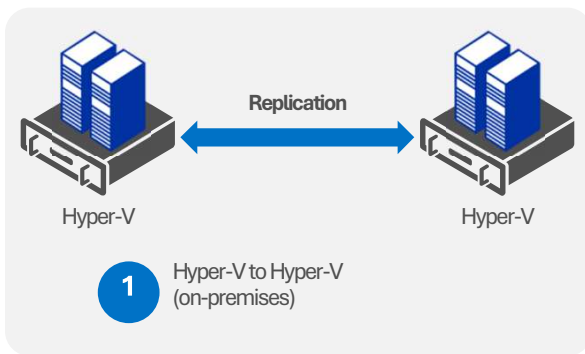 Replication
Hyper-V
Hyper-V
1
Hyper-V to Hyper-V
(on-premises)